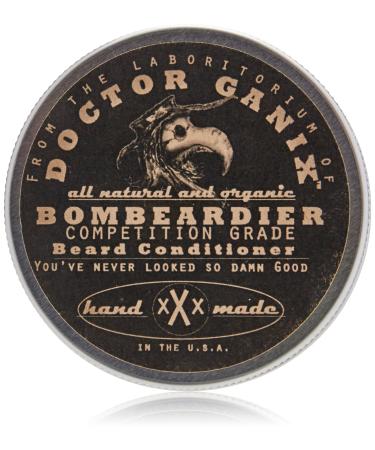 FROM THE LABORITORIUM OF
DOCTOR GANIX™
all natural and organic
BOMBEARDIER
COMPETITION GRADE
Beard Conditioner
YOU'VE NEVER LOOKED SO DAMN GOOD
hand xXx made
IN THE U.S.A.